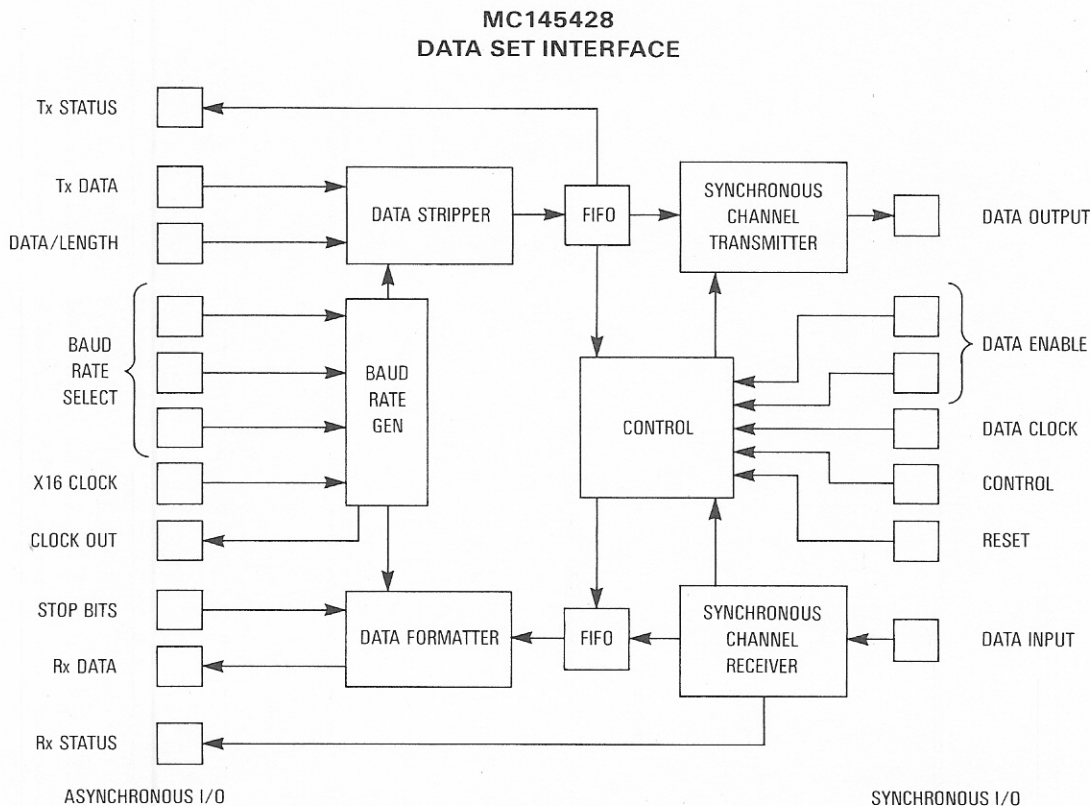 MC145428
DATA SET INTERFACE
Tx STATUS
Tx DATA
DATA/LENGTH
BAUD
RATE
SELECT
X16 CLOCK
CLOCK OUT
STOP BITS
Rx DATA
Rx STATUS
ASYNCHRONOUS I/O
DATA STRIPPER
BAUD
RATE
GEN
DATA FORMATTER
FIFO
FIFO
SYNCHRONOUS
CHANNEL
TRANSMITTER
CONTROL
SYNCHRONOUS
CHANNEL
RECEIVER
DATA OUTPUT
DATA ENABLE
DATA CLOCK
CONTROL
RESET
DATA INPUT
SYNCHRONOUS I/O